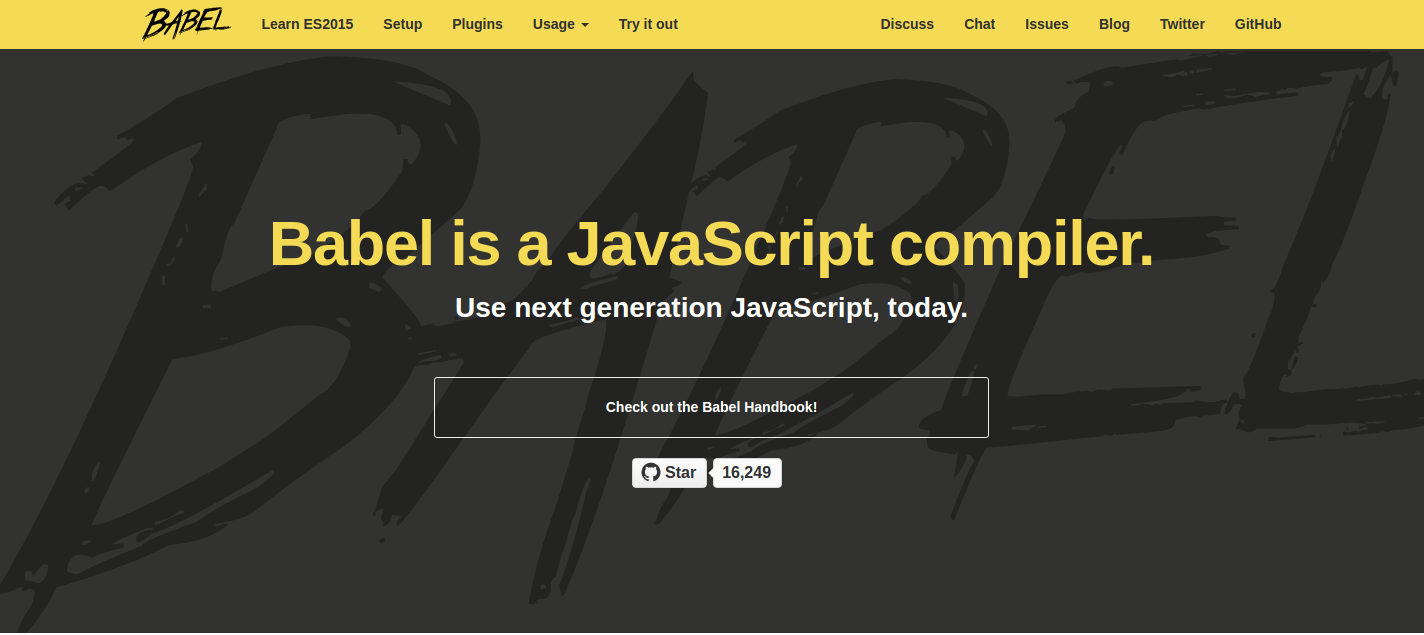 BABEL Learn ES2015 Setup Plugins Usage Try it out Discuss Chat Issues Blog Twitter GitHub
BABEL
Babel is a JavaScript compiler.
Use next generation JavaScript, today.
Check out the Babel Handbook!
Star 16,249